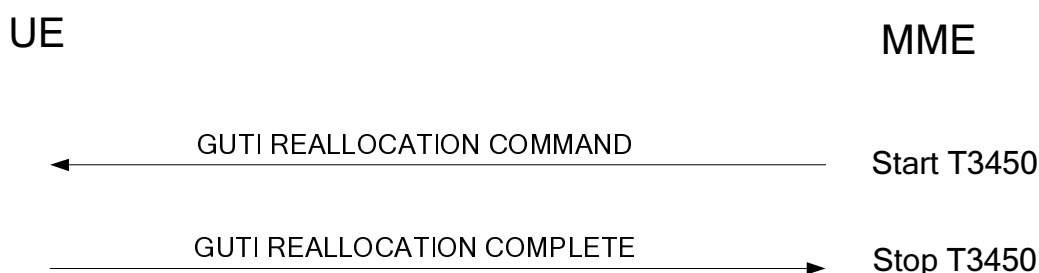 UE
MME
GUTI REALLOCATION COMMAND
Start T3450
GUTI REALLOCATION COMPLETE
Stop T3450